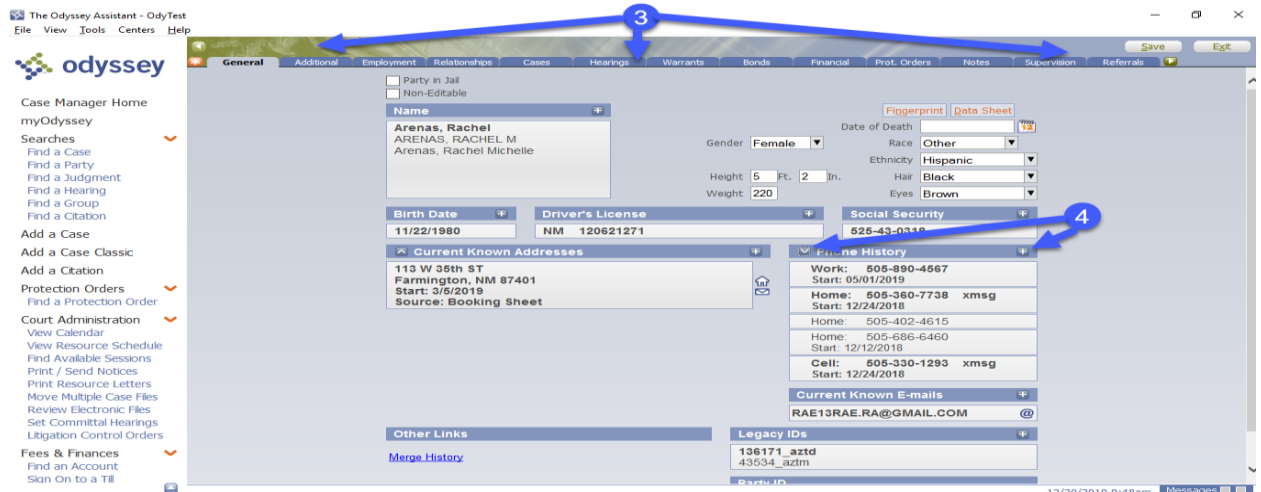 The Odyssey Assistant - OdyTest
File View Tools Centers Help
3
Save Exit
odyssey
General Additional Employment Relationships Cases Hearings Warrants Bonds Financial Prot. Orders Notes Supervision Referrals
Party in Jail
Non-Editable
Case Manager Home
myOdyssey
Searches
Find a Case
Find a Party
Find a Judgment
Find a Hearing
Find a Group
Find a Citation
Add a Case
Add a Case Classic
Add a Citation
Protection Orders
Find a Protection Order
Court Administration
View Calendar
View Resource Schedule
Find Available Sessions
Print / Send Notices
Print Resource Letters
Move Multiple Case Files
Review Electronic Files
Set Committal Hearings
Litigation Control Orders
Fees & Finances
Find an Account
Sign On to a Till
Name
Arenas, Rachel
ARENAS, RACHEL M
Arenas, Rachel Michelle
Fingerprint Data Sheet
Date of Death 12
Gender Female Race Other
Ethnicity Hispanic
Height 5 Ft. 2 In. Hair Black
Weight 220 Eyes Brown
4
Birth Date Driver's License Social Security
11/22/1980 NM 120621271 525-43-0318
Current Known Addresses
113 W 35th ST
Farmington, NM 87401
Start: 3/5/2019
Source: Booking Sheet
Phone History
Work: 505-890-4567
Start: 05/01/2019
Home: 505-360-7738 xmsg
Start: 12/24/2018
Home: 505-402-4615
Home: 505-686-6460
Start: 12/12/2018
Cell: 505-330-1293 xmsg
Start: 12/24/2018
Current Known E-mails
RAE13RAE.RA@GMAIL.COM @
Other Links
Merge History
Legacy IDs
136171_aztd
43534_aztm
Party ID
12/20/2019 9:48am Messages